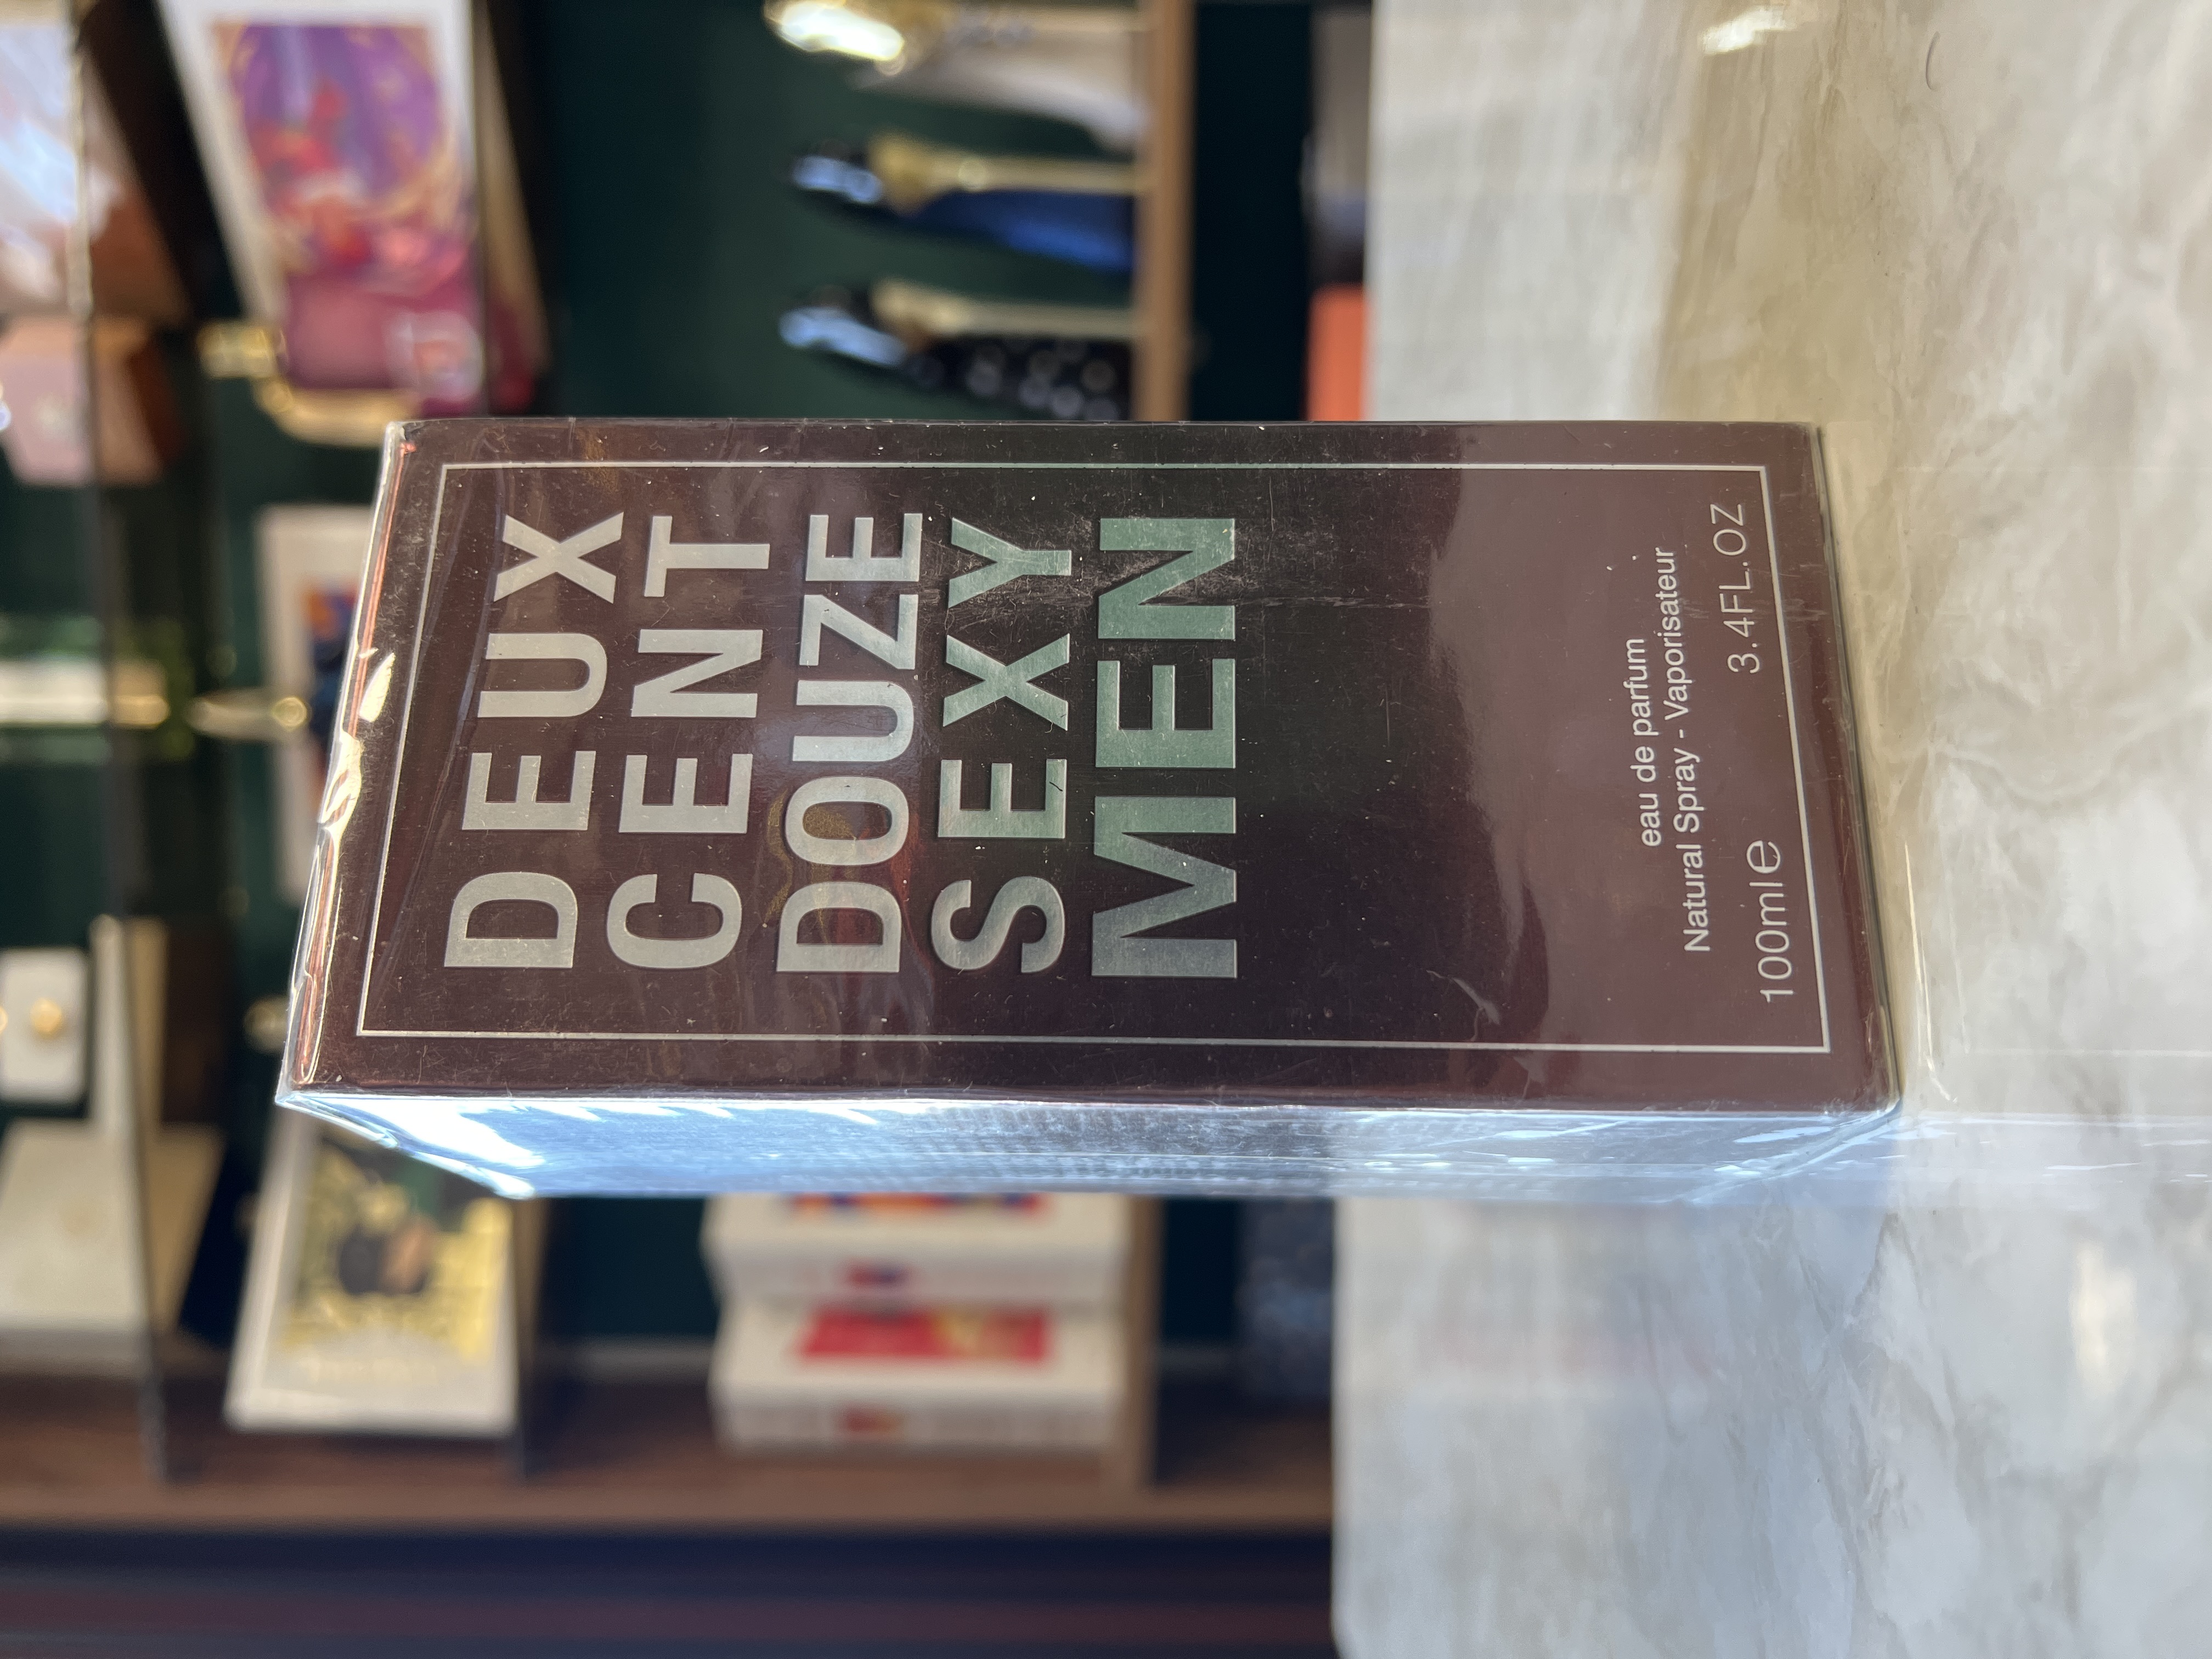 DEUX
CENT
DOUZE
SEXY
MEN
eau de parfum
Natural Spray - Vaporisateur
100ml℮ 3.4FL.OZ